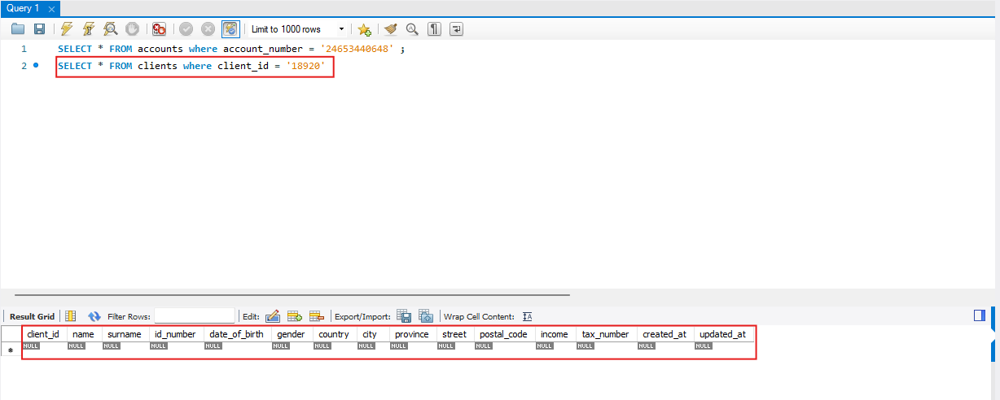 Query 1
Limit to 1000 rows
1 SELECT * FROM accounts where account_number = '24653440648' ;
2 SELECT * FROM clients where client_id = '18920'
Result Grid Filter Rows: Edit: Export/Import: Wrap Cell Content:
client_id name surname id_number date_of_birth gender country city province street postal_code income tax_number created_at updated_at
NULL NULL NULL NULL NULL NULL NULL NULL NULL NULL NULL NULL NULL NULL NULL